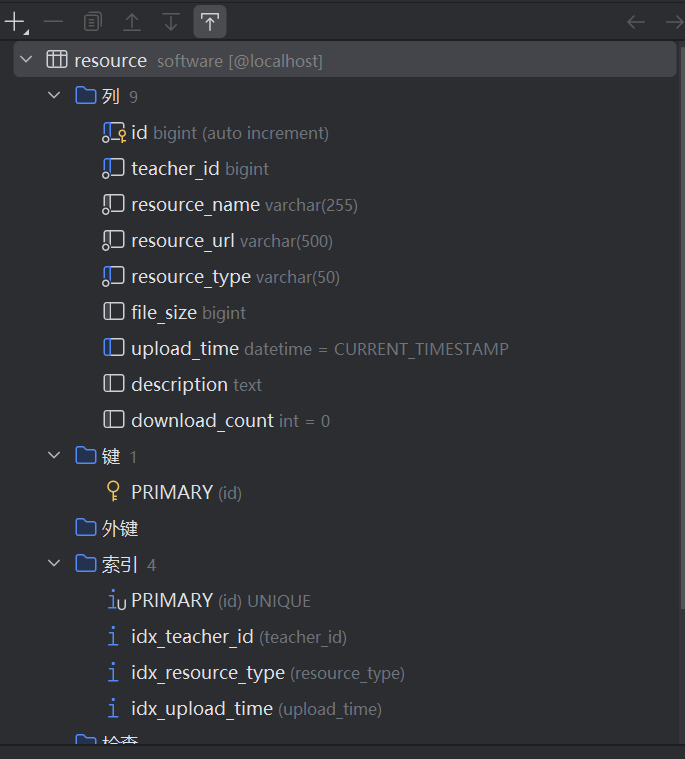 resource software [@localhost]
列 9
id bigint (auto increment)
teacher_id bigint
resource_name varchar(255)
resource_url varchar(500)
resource_type varchar(50)
file_size bigint
upload_time datetime = CURRENT_TIMESTAMP
description text
download_count int = 0
键 1
PRIMARY (id)
外键
索引 4
PRIMARY (id) UNIQUE
idx_teacher_id (teacher_id)
idx_resource_type (resource_type)
idx_upload_time (upload_time)
检查